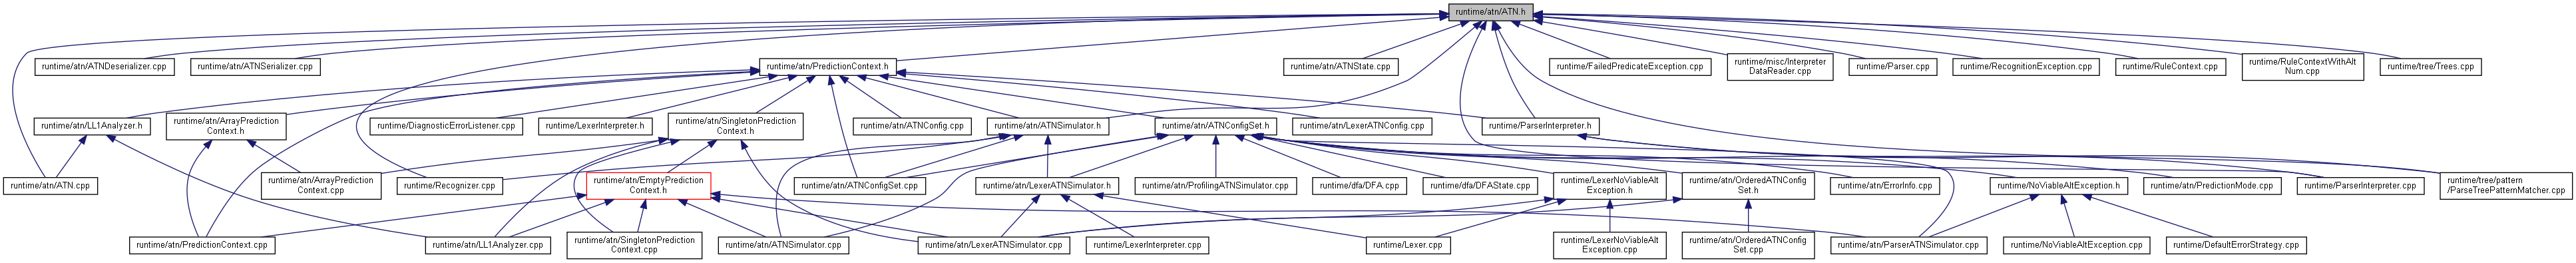 runtime/atn/ATN.h
runtime/atn/ATNDeserializer.cpp
runtime/atn/ATNSerializer.cpp
runtime/atn/PredictionContext.h
runtime/atn/ATNState.cpp
runtime/FailedPredicateException.cpp
runtime/misc/Interpreter
DataReader.cpp
runtime/Parser.cpp
runtime/RecognitionException.cpp
runtime/RuleContext.cpp
runtime/RuleContextWithAlt
Num.cpp
runtime/tree/Trees.cpp
runtime/atn/LL1Analyzer.h
runtime/atn/ArrayPrediction
Context.h
runtime/DiagnosticErrorListener.cpp
runtime/LexerInterpreter.h
runtime/atn/SingletonPrediction
Context.h
runtime/atn/ATNConfig.cpp
runtime/atn/ATNSimulator.h
runtime/atn/ATNConfigSet.h
runtime/atn/LexerATNConfig.cpp
runtime/ParserInterpreter.h
runtime/atn/ATN.cpp
runtime/atn/ArrayPrediction
Context.cpp
runtime/Recognizer.cpp
runtime/atn/EmptyPrediction
Context.h
runtime/atn/ATNConfigSet.cpp
runtime/atn/LexerATNSimulator.h
runtime/atn/ProfilingATNSimulator.cpp
runtime/dfa/DFA.cpp
runtime/dfa/DFAState.cpp
runtime/LexerNoViableAlt
Exception.h
runtime/atn/OrderedATNConfig
Set.h
runtime/atn/ErrorInfo.cpp
runtime/NoViableAltException.h
runtime/atn/PredictionMode.cpp
runtime/ParserInterpreter.cpp
runtime/tree/pattern
/ParseTreePatternMatcher.cpp
runtime/atn/PredictionContext.cpp
runtime/atn/LL1Analyzer.cpp
runtime/atn/SingletonPrediction
Context.cpp
runtime/atn/ATNSimulator.cpp
runtime/atn/LexerATNSimulator.cpp
runtime/LexerInterpreter.cpp
runtime/Lexer.cpp
runtime/LexerNoViableAlt
Exception.cpp
runtime/atn/OrderedATNConfig
Set.cpp
runtime/atn/ParserATNSimulator.cpp
runtime/NoViableAltException.cpp
runtime/DefaultErrorStrategy.cpp